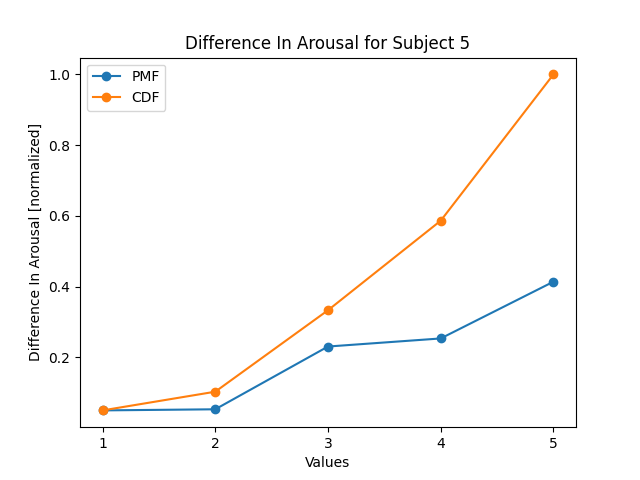 Difference In Arousal for Subject 5
PMF
CDF
1.0
0.8
0.6
0.4
0.2
Difference In Arousal [normalized]
1 2 3 4 5
Values